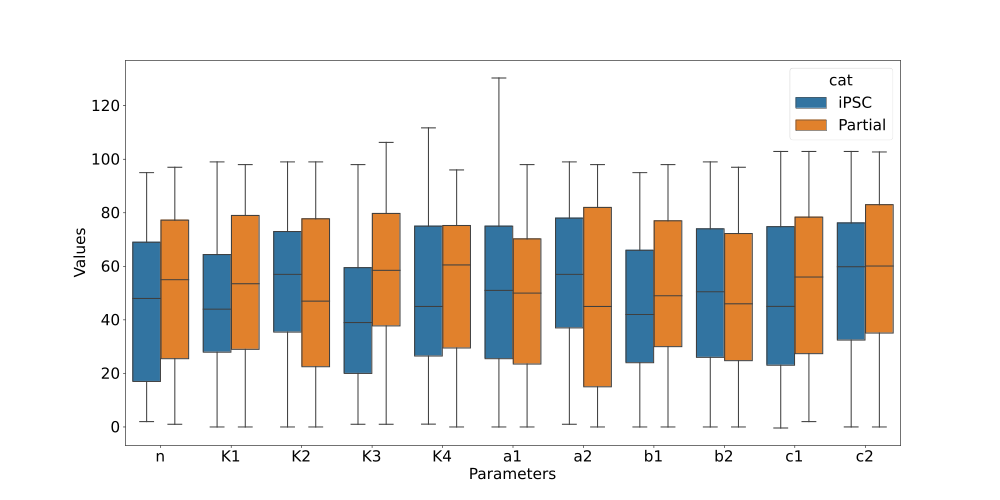 cat
iPSC
Partial
120
100
80
60
40
20
0
Values
n K1 K2 K3 K4 a1 a2 b1 b2 c1 c2
Parameters